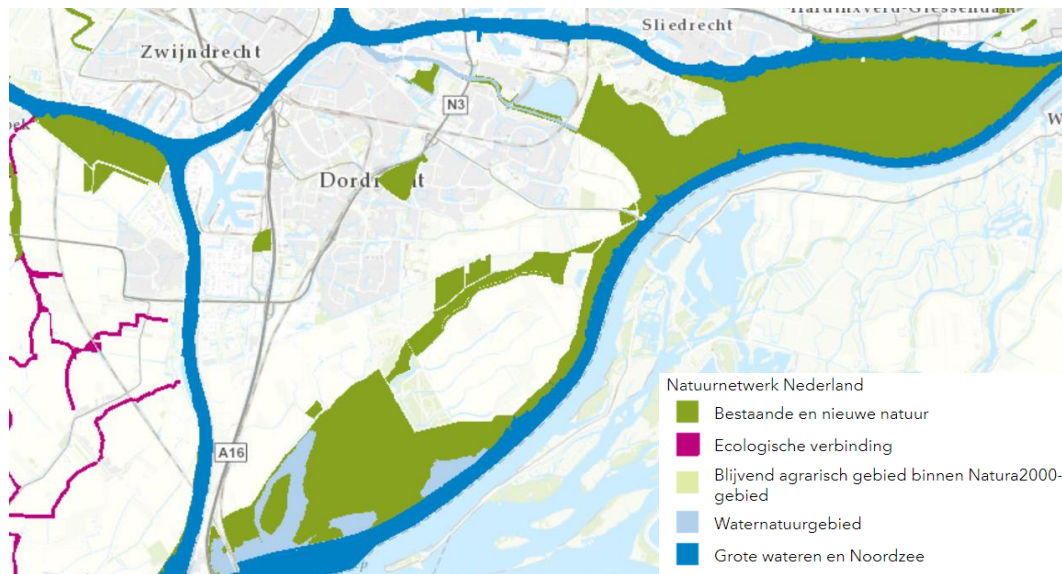 Sliedrecht
Zwijndrecht
N3
Dordrecht
A16
Natuurnetwerk Nederland
Bestaande en nieuwe natuur
Ecologische verbinding
Blijvend agrarisch gebied binnen Natura2000-
gebied
Waternatuurgebied
Grote wateren en Noordzee